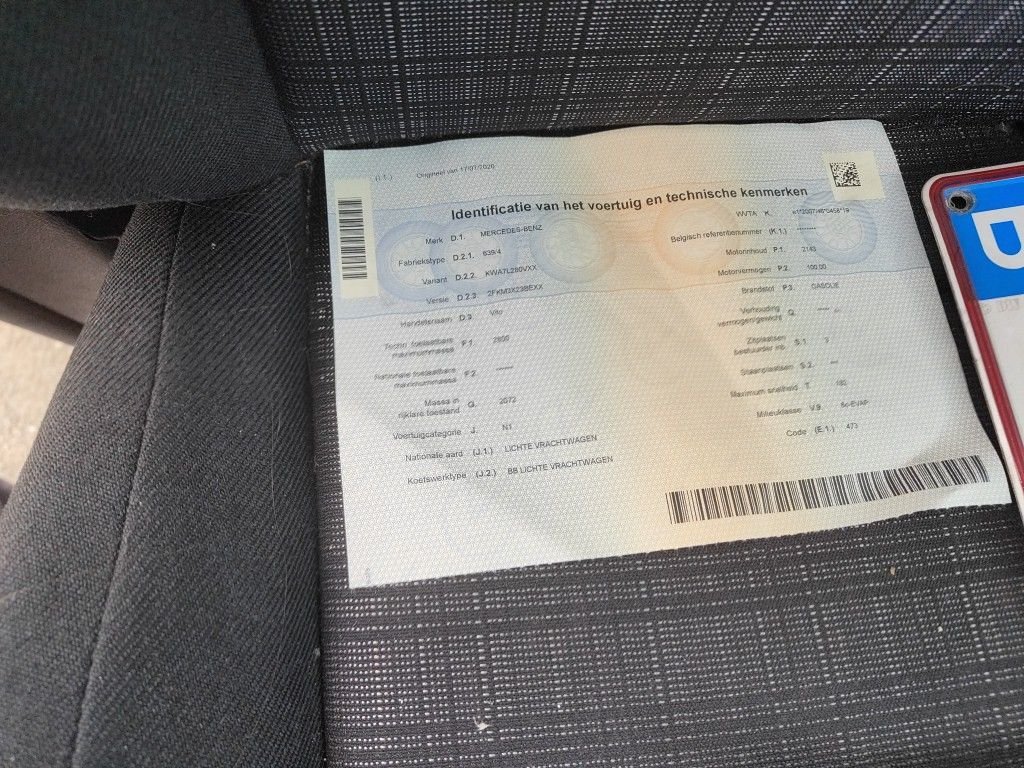 (I.1.) Origineel van 17/07/2020
Identificatie van het voertuig en technische kenmerken
Merk D.1. MERCEDES-BENZ
Fabriekstype D.2.1. 639/4
Variant D.2.2. KWA7L280VXX
Versie D.2.3. 2FKM3X23BEXX
Handelsnaam D.3. Vito
Techn. toelaatbare
maximummassa F.1. 2800
Nationale toelaatbare
maximummassa F.2. ------
Massa in
rijklare toestand G. 2072
Voertuigcategorie J. N1
Nationale aard (J.1.) LICHTE VRACHTWAGEN
Koetswerktype (J.2.) BB LICHTE VRACHTWAGEN
WVTA K.
Belgisch referentienummer (K.1.) --------
Motorinhoud P.1. 2143
Motorvermogen P.2. 100.00
Brandstof P.3. GASOLIE
Verhouding
vermogen/gewicht Q.
Zitplaatsen
bestuurder inb. S.1. 3
Staanplaatsen S.2. ---
Maximum snelheid T.
Milieuklasse V.9.
Code (E.1.) 473
B